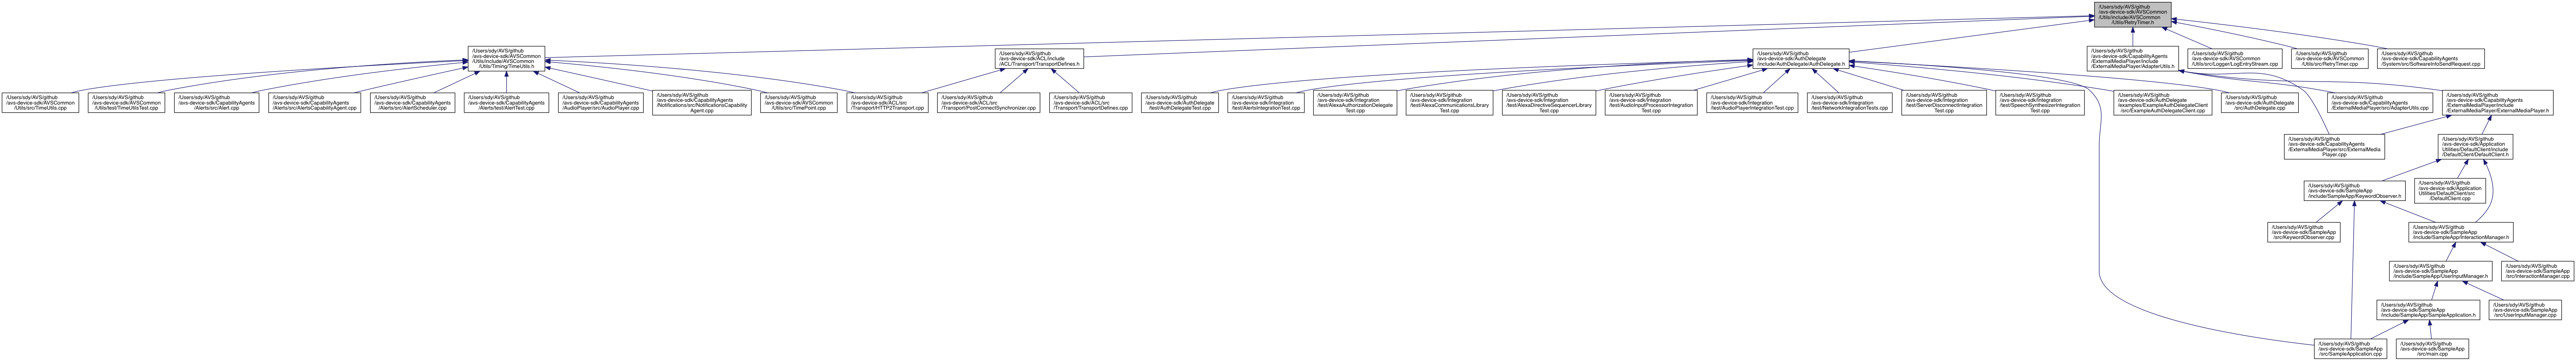 /Users/sdy/AVS/github
/avs-device-sdk/AVSCommon
/Utils/include/AVSCommon
/Utils/RetryTimer.h
/Users/sdy/AVS/github
/avs-device-sdk/AVSCommon
/Utils/include/AVSCommon
/Utils/Timing/TimeUtils.h
/Users/sdy/AVS/github
/avs-device-sdk/ACL/include
/ACL/Transport/TransportDefines.h
/Users/sdy/AVS/github
/avs-device-sdk/AuthDelegate
/include/AuthDelegate/AuthDelegate.h
/Users/sdy/AVS/github
/avs-device-sdk/CapabilityAgents
/ExternalMediaPlayer/include
/ExternalMediaPlayer/AdapterUtils.h
/Users/sdy/AVS/github
/avs-device-sdk/AVSCommon
/Utils/src/Logger/LogEntryStream.cpp
/Users/sdy/AVS/github
/avs-device-sdk/AVSCommon
/Utils/src/RetryTimer.cpp
/Users/sdy/AVS/github
/avs-device-sdk/CapabilityAgents
/System/src/SoftwareInfoSendRequest.cpp
/Users/sdy/AVS/github
/avs-device-sdk/AVSCommon
/Utils/src/TimeUtils.cpp
/Users/sdy/AVS/github
/avs-device-sdk/AVSCommon
/Utils/test/TimeUtilsTest.cpp
/Users/sdy/AVS/github
/avs-device-sdk/CapabilityAgents
/Alerts/src/Alert.cpp
/Users/sdy/AVS/github
/avs-device-sdk/CapabilityAgents
/Alerts/src/AlertsCapabilityAgent.cpp
/Users/sdy/AVS/github
/avs-device-sdk/CapabilityAgents
/Alerts/src/AlertScheduler.cpp
/Users/sdy/AVS/github
/avs-device-sdk/CapabilityAgents
/Alerts/test/AlertTest.cpp
/Users/sdy/AVS/github
/avs-device-sdk/CapabilityAgents
/AudioPlayer/src/AudioPlayer.cpp
/Users/sdy/AVS/github
/avs-device-sdk/CapabilityAgents
/Notifications/src/NotificationsCapability
Agent.cpp
/Users/sdy/AVS/github
/avs-device-sdk/AVSCommon
/Utils/src/TimePoint.cpp
/Users/sdy/AVS/github
/avs-device-sdk/ACL/src
/Transport/HTTP2Transport.cpp
/Users/sdy/AVS/github
/avs-device-sdk/ACL/src
/Transport/PostConnectSynchronizer.cpp
/Users/sdy/AVS/github
/avs-device-sdk/ACL/src
/Transport/TransportDefines.cpp
/Users/sdy/AVS/github
/avs-device-sdk/AuthDelegate
/test/AuthDelegateTest.cpp
/Users/sdy/AVS/github
/avs-device-sdk/Integration
/test/AlertsIntegrationTest.cpp
/Users/sdy/AVS/github
/avs-device-sdk/Integration
/test/AlexaAuthorizationDelegate
Test.cpp
/Users/sdy/AVS/github
/avs-device-sdk/Integration
/test/AlexaCommunicationsLibrary
Test.cpp
/Users/sdy/AVS/github
/avs-device-sdk/Integration
/test/AlexaDirectiveSequencerLibrary
Test.cpp
/Users/sdy/AVS/github
/avs-device-sdk/Integration
/test/AudioInputProcessorIntegration
Test.cpp
/Users/sdy/AVS/github
/avs-device-sdk/Integration
/test/AudioPlayerIntegrationTest.cpp
/Users/sdy/AVS/github
/avs-device-sdk/Integration
/test/NetworkIntegrationTests.cpp
/Users/sdy/AVS/github
/avs-device-sdk/Integration
/test/ServerDisconnectIntegration
Test.cpp
/Users/sdy/AVS/github
/avs-device-sdk/Integration
/test/SpeechSynthesizerIntegration
Test.cpp
/Users/sdy/AVS/github
/avs-device-sdk/AuthDelegate
/examples/ExampleAuthDelegateClient
/src/ExampleAuthDelegateClient.cpp
/Users/sdy/AVS/github
/avs-device-sdk/AuthDelegate
/src/AuthDelegate.cpp
/Users/sdy/AVS/github
/avs-device-sdk/CapabilityAgents
/ExternalMediaPlayer/src/AdapterUtils.cpp
/Users/sdy/AVS/github
/avs-device-sdk/CapabilityAgents
/ExternalMediaPlayer/include
/ExternalMediaPlayer/ExternalMediaPlayer.h
/Users/sdy/AVS/github
/avs-device-sdk/CapabilityAgents
/ExternalMediaPlayer/src/ExternalMedia
Player.cpp
/Users/sdy/AVS/github
/avs-device-sdk/Application
Utilities/DefaultClient/include
/DefaultClient/DefaultClient.h
/Users/sdy/AVS/github
/avs-device-sdk/SampleApp
/include/SampleApp/KeywordObserver.h
/Users/sdy/AVS/github
/avs-device-sdk/Application
Utilities/DefaultClient/src
/DefaultClient.cpp
/Users/sdy/AVS/github
/avs-device-sdk/SampleApp
/src/KeywordObserver.cpp
/Users/sdy/AVS/github
/avs-device-sdk/SampleApp
/include/SampleApp/InteractionManager.h
/Users/sdy/AVS/github
/avs-device-sdk/SampleApp
/include/SampleApp/UserInputManager.h
/Users/sdy/AVS/github
/avs-device-sdk/SampleApp
/src/InteractionManager.cpp
/Users/sdy/AVS/github
/avs-device-sdk/SampleApp
/include/SampleApp/SampleApplication.h
/Users/sdy/AVS/github
/avs-device-sdk/SampleApp
/src/UserInputManager.cpp
/Users/sdy/AVS/github
/avs-device-sdk/SampleApp
/src/SampleApplication.cpp
/Users/sdy/AVS/github
/avs-device-sdk/SampleApp
/src/main.cpp